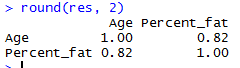 > round(res, 2)
Age Percent_fat
Age 1.00 0.82
Percent_fat 0.82 1.00
>